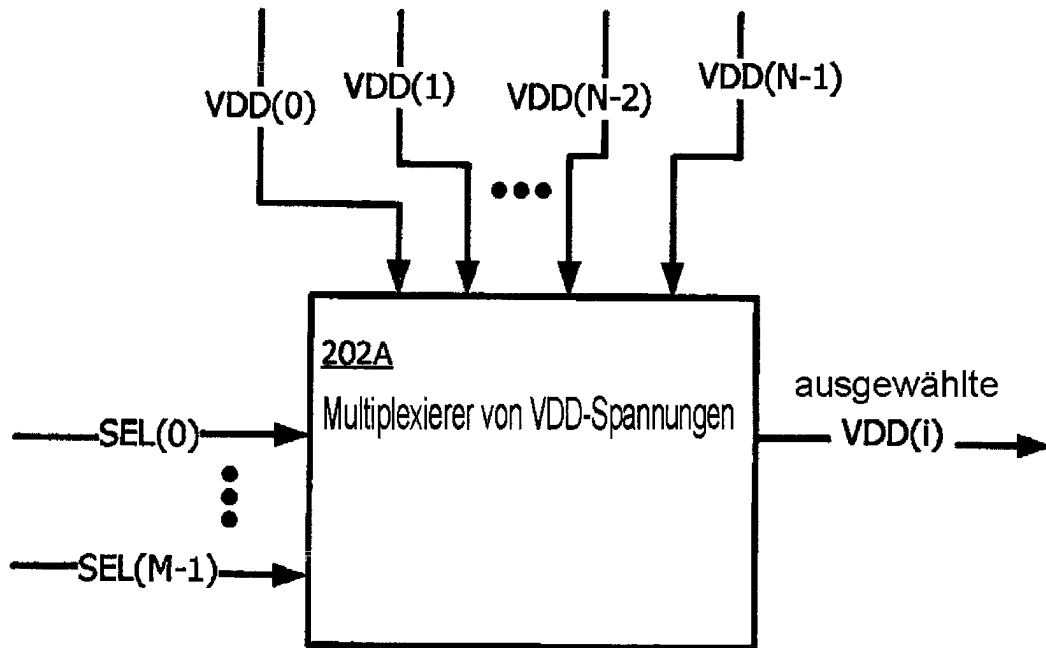 VDD(0)
VDD(1)
VDD(N-2)
VDD(N-1)
202A
Multiplexierer von VDD-Spannungen
SEL(0)
SEL(M-1)
ausgewählte
VDD(i)